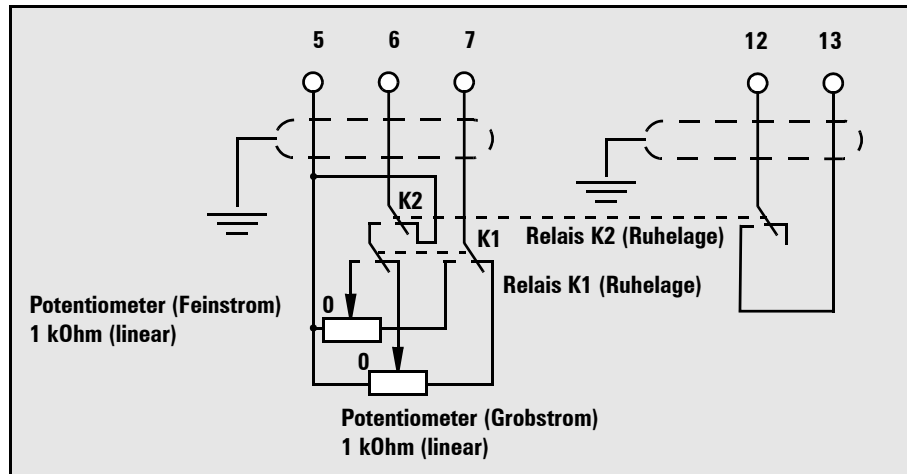 5 6 7 12 13
K2
K1
Relais K2 (Ruhelage)
Relais K1 (Ruhelage)
Potentiometer (Feinstrom)
1 kOhm (linear)
0
0
Potentiometer (Grobstrom)
1 kOhm (linear)